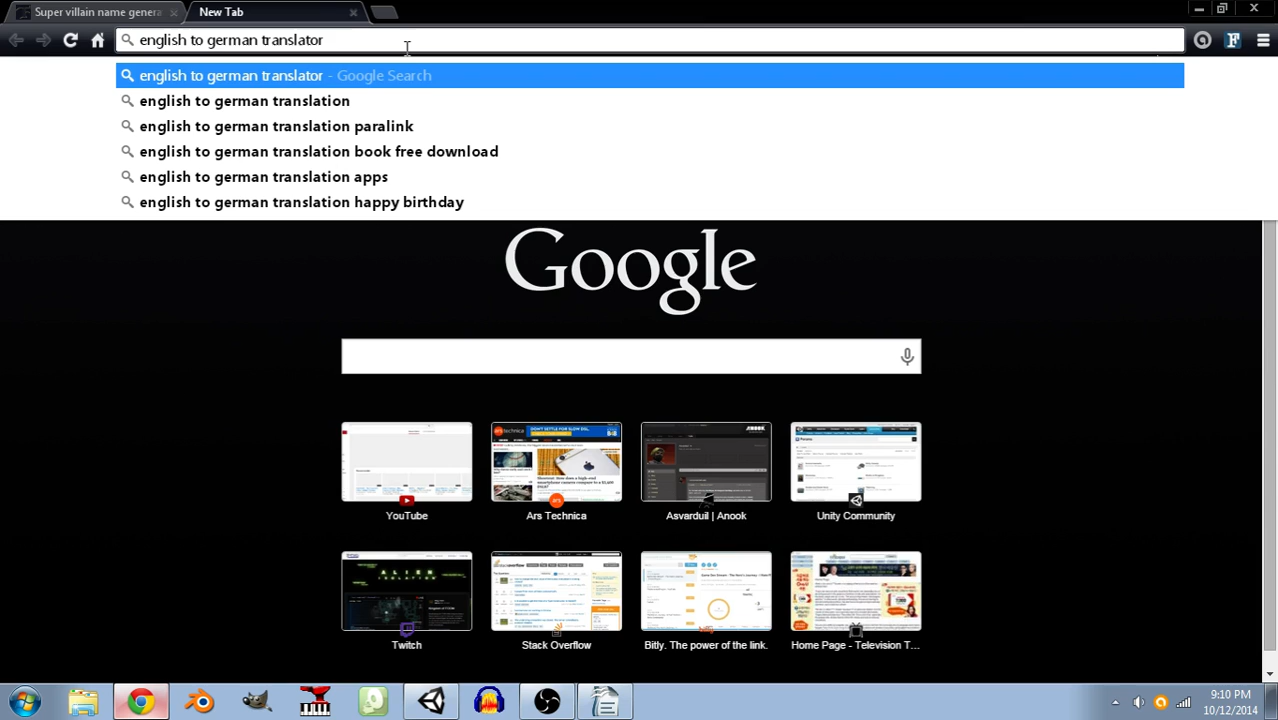 Super villain name genera
New Tab
english to german translator
english to german translator - Google Search
english to german translation
english to german translation paralink
english to german translation book free download
english to german translation apps
english to german translation happy birthday
Google
YouTube
Ars Technica
Asvarduil | Anook
Unity Community
Twitch
Stack Overflow
Bitly. The power of the link.
Home Page - Television T...
9:10 PM
10/12/2014